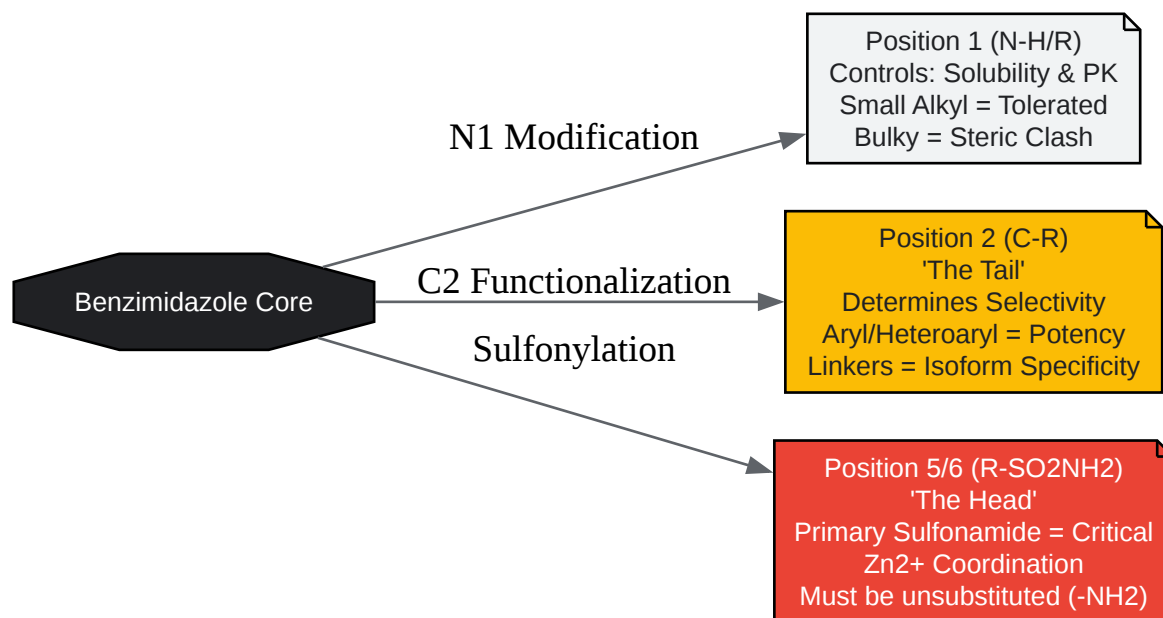 Benzimidazole Core
N1 Modification
C2 Functionalization
Sulfonylation
Position 1 (N-H/R)
Controls: Solubility & PK
Small Alkyl = Tolerated
Bulky = Steric Clash
Position 2 (C-R)
'The Tail'
Determines Selectivity
Aryl/Heteroaryl = Potency
Linkers = Isoform Specificity
Position 5/6 (R-SO2NH2)
'The Head'
Primary Sulfonamide = Critical
Zn2+ Coordination
Must be unsubstituted (-NH2)